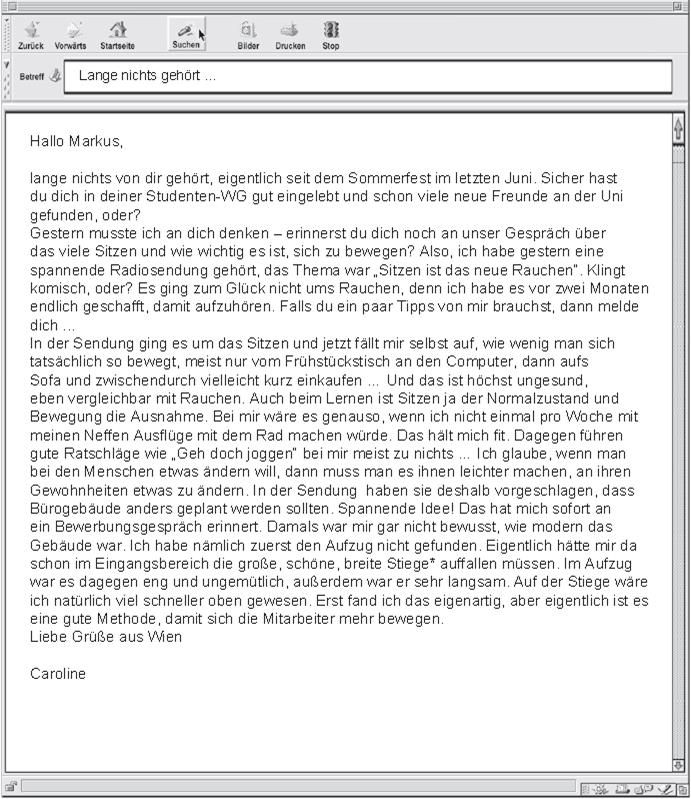 Zurück Vorwärts Startseite Suchen Bilder Drucken Stop
Betreff Lange nichts gehört ...
Hallo Markus,
lange nichts von dir gehört, eigentlich seit dem Sommerfest im letzten Juni. Sicher hast
du dich in deiner Studenten-WG gut eingelebt und schon viele neue Freunde an der Uni
gefunden, oder?
Gestern musste ich an dich denken – erinnerst du dich noch an unser Gespräch über
das viele Sitzen und wie wichtig es ist, sich zu bewegen? Also, ich habe gestern eine
spannende Radiosendung gehört, das Thema war „Sitzen ist das neue Rauchen“. Klingt
komisch, oder? Es ging zum Glück nicht ums Rauchen, denn ich habe es vor zwei Monaten
endlich geschafft, damit aufzuhören. Falls du ein paar Tipps von mir brauchst, dann melde
dich ...
In der Sendung ging es um das Sitzen und jetzt fällt mir selbst auf, wie wenig man sich
tatsächlich so bewegt, meist nur vom Frühstückstisch an den Computer, dann aufs
Sofa und zwischendurch vielleicht kurz einkaufen ... Und das ist höchst ungesund,
eben vergleichbar mit Rauchen. Auch beim Lernen ist Sitzen ja der Normalzustand und
Bewegung die Ausnahme. Bei mir wäre es genauso, wenn ich nicht einmal pro Woche mit
meinen Neffen Ausflüge mit dem Rad machen würde. Das hält mich fit. Dagegen führen
gute Ratschläge wie „Geh doch joggen“ bei mir meist zu nichts ... Ich glaube, wenn man
bei den Menschen etwas ändern will, dann muss man es ihnen leichter machen, an ihren
Gewohnheiten etwas zu ändern. In der Sendung haben sie deshalb vorgeschlagen, dass
Bürogebäude anders geplant werden sollten. Spannende Idee! Das hat mich sofort an
ein Bewerbungsgespräch erinnert. Damals war mir gar nicht bewusst, wie modern das
Gebäude war. Ich habe nämlich zuerst den Aufzug nicht gefunden. Eigentlich hätte mir da
schon im Eingangsbereich die große, schöne, breite Stiege* auffallen müssen. Im Aufzug
war es dagegen eng und ungemütlich, außerdem war er sehr langsam. Auf der Stiege wäre
ich natürlich viel schneller oben gewesen. Erst fand ich das eigenartig, aber eigentlich ist es
eine gute Methode, damit sich die Mitarbeiter mehr bewegen.
Liebe Grüße aus Wien
Caroline